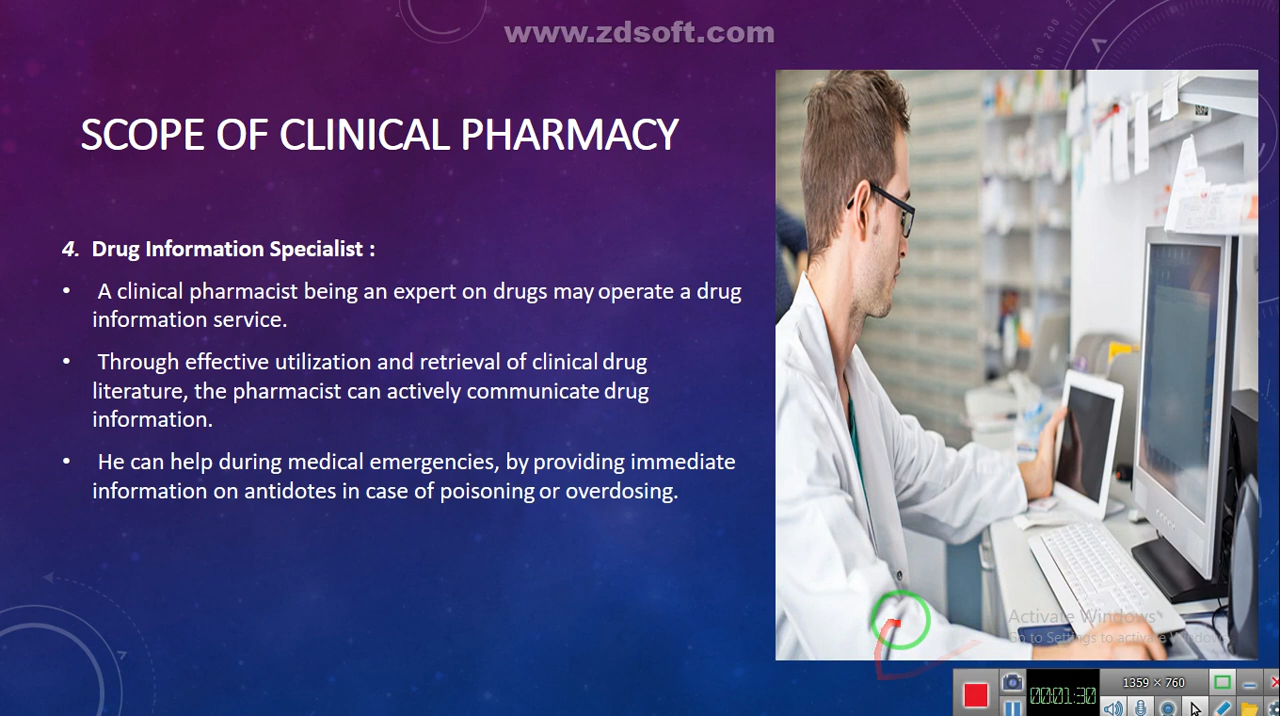 www.zdsoft.com
SCOPE OF CLINICAL PHARMACY
4. Drug Information Specialist :
• A clinical pharmacist being an expert on drugs may operate a drug
information service.
• Through effective utilization and retrieval of clinical drug
literature, the pharmacist can actively communicate drug
information.
• He can help during medical emergencies, by providing immediate
information on antidotes in case of poisoning or overdosing.
Activate Windows
Go to Settings to activate Windows.
1359 × 760
00:01:30